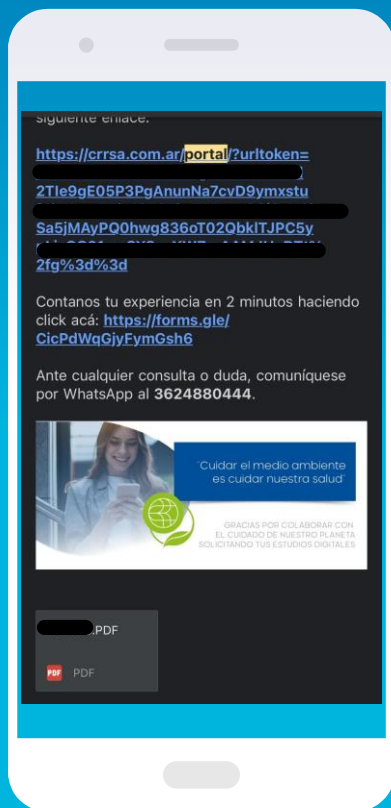 siguiente enlace:
https://crrsa.com.ar/portal/?urltoken=
2TIe9gE05P3PgAnunNa7cvD9ymxstu
Sa5jMAyPQ0hwg836oT02QbklTJPC5y
2fg%3d%3d
Contanos tu experiencia en 2 minutos haciendo
click acá: https://forms.gle/
CicPdWqGjyFymGsh6
Ante cualquier consulta o duda, comuníquese
por WhatsApp al 3624880444.
"Cuidar el medio ambiente
es cuidar nuestra salud"
GRACIAS POR COLABORAR CON
EL CUIDADO DE NUESTRO PLANETA
SOLICITANDO TUS ESTUDIOS DIGITALES
.PDF
PDF PDF